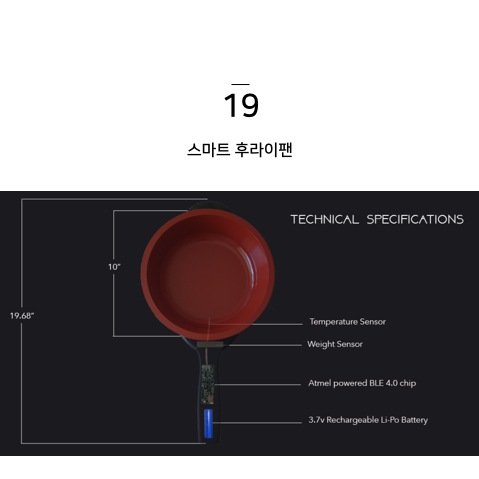 19
스마트 후라이팬
TECHNICAL SPECIFICATIONS
10"
19.68"
Temperature Sensor
Weight Sensor
Atmel powered BLE 4.0 chip
3.7v Rechargeable Li-Po Battery